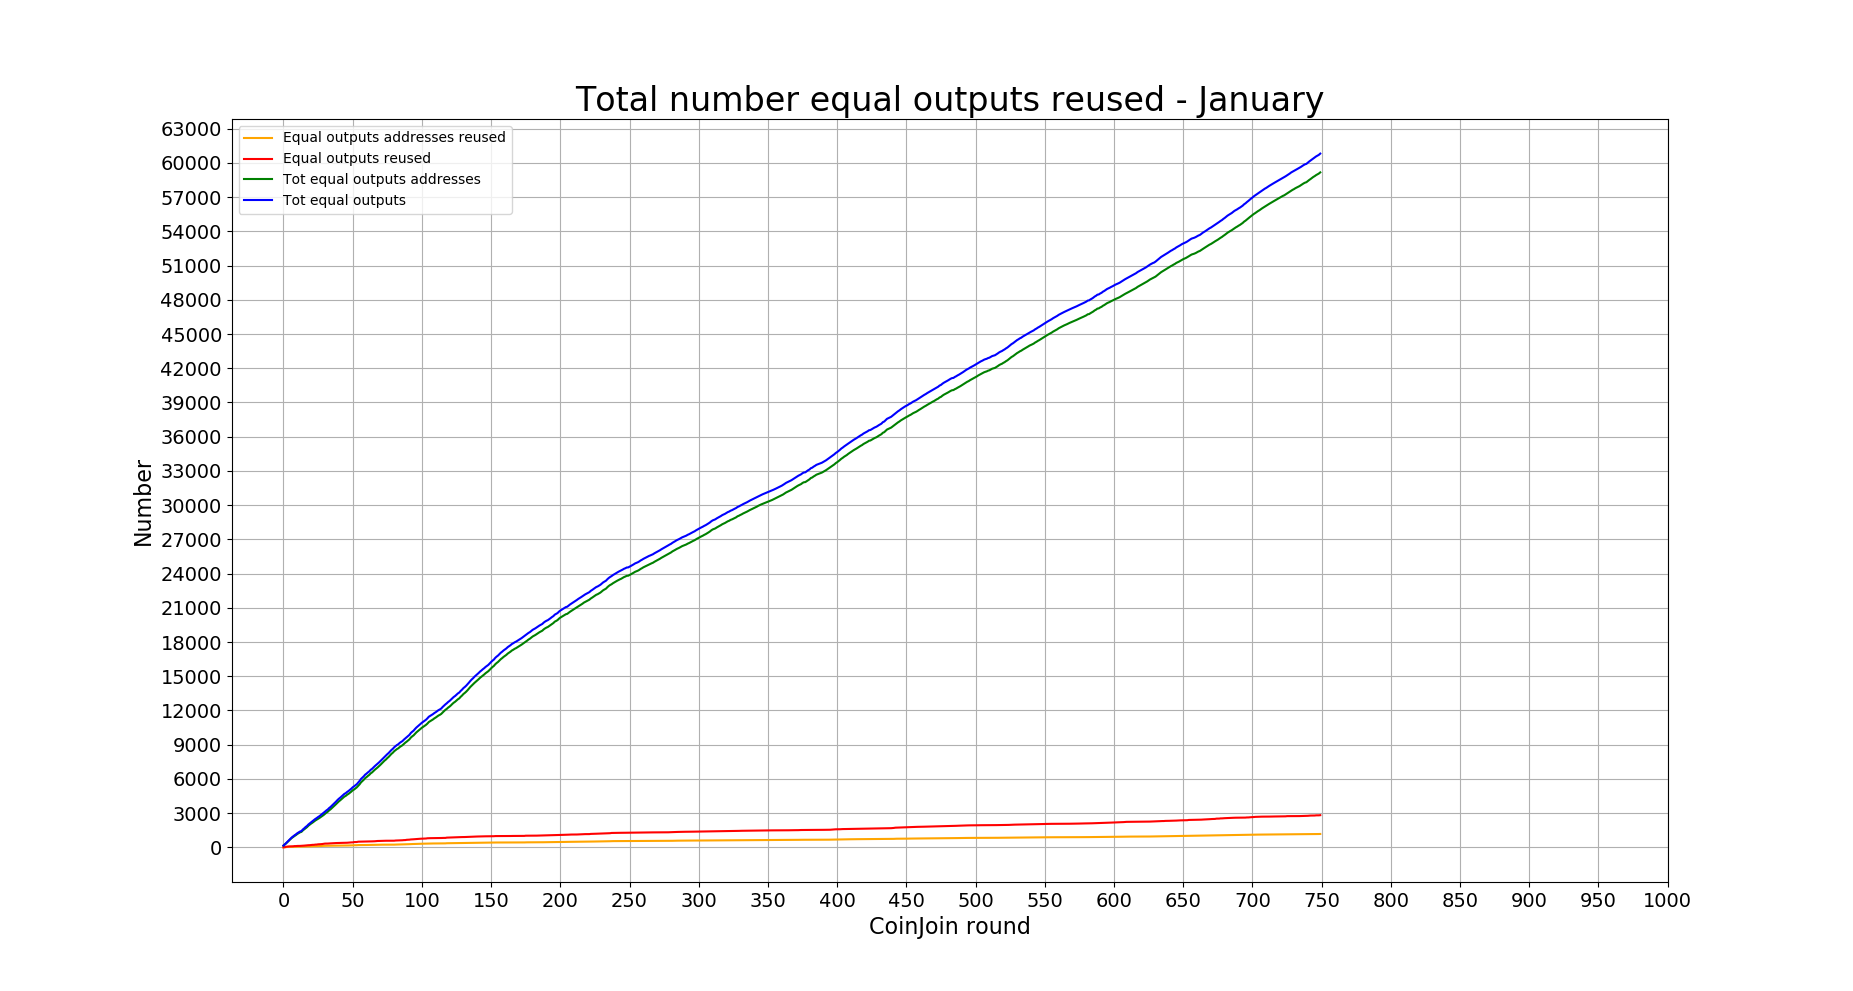 Total number equal outputs reused - January
Equal outputs addresses reused
Equal outputs reused
Tot equal outputs addresses
Tot equal outputs
63000
60000
57000
54000
51000
48000
45000
42000
39000
36000
33000
30000
27000
24000
21000
18000
15000
12000
9000
6000
3000
0
Number
0 50 100 150 200 250 300 350 400 450 500 550 600 650 700 750 800 850 900 950 1000
CoinJoin round